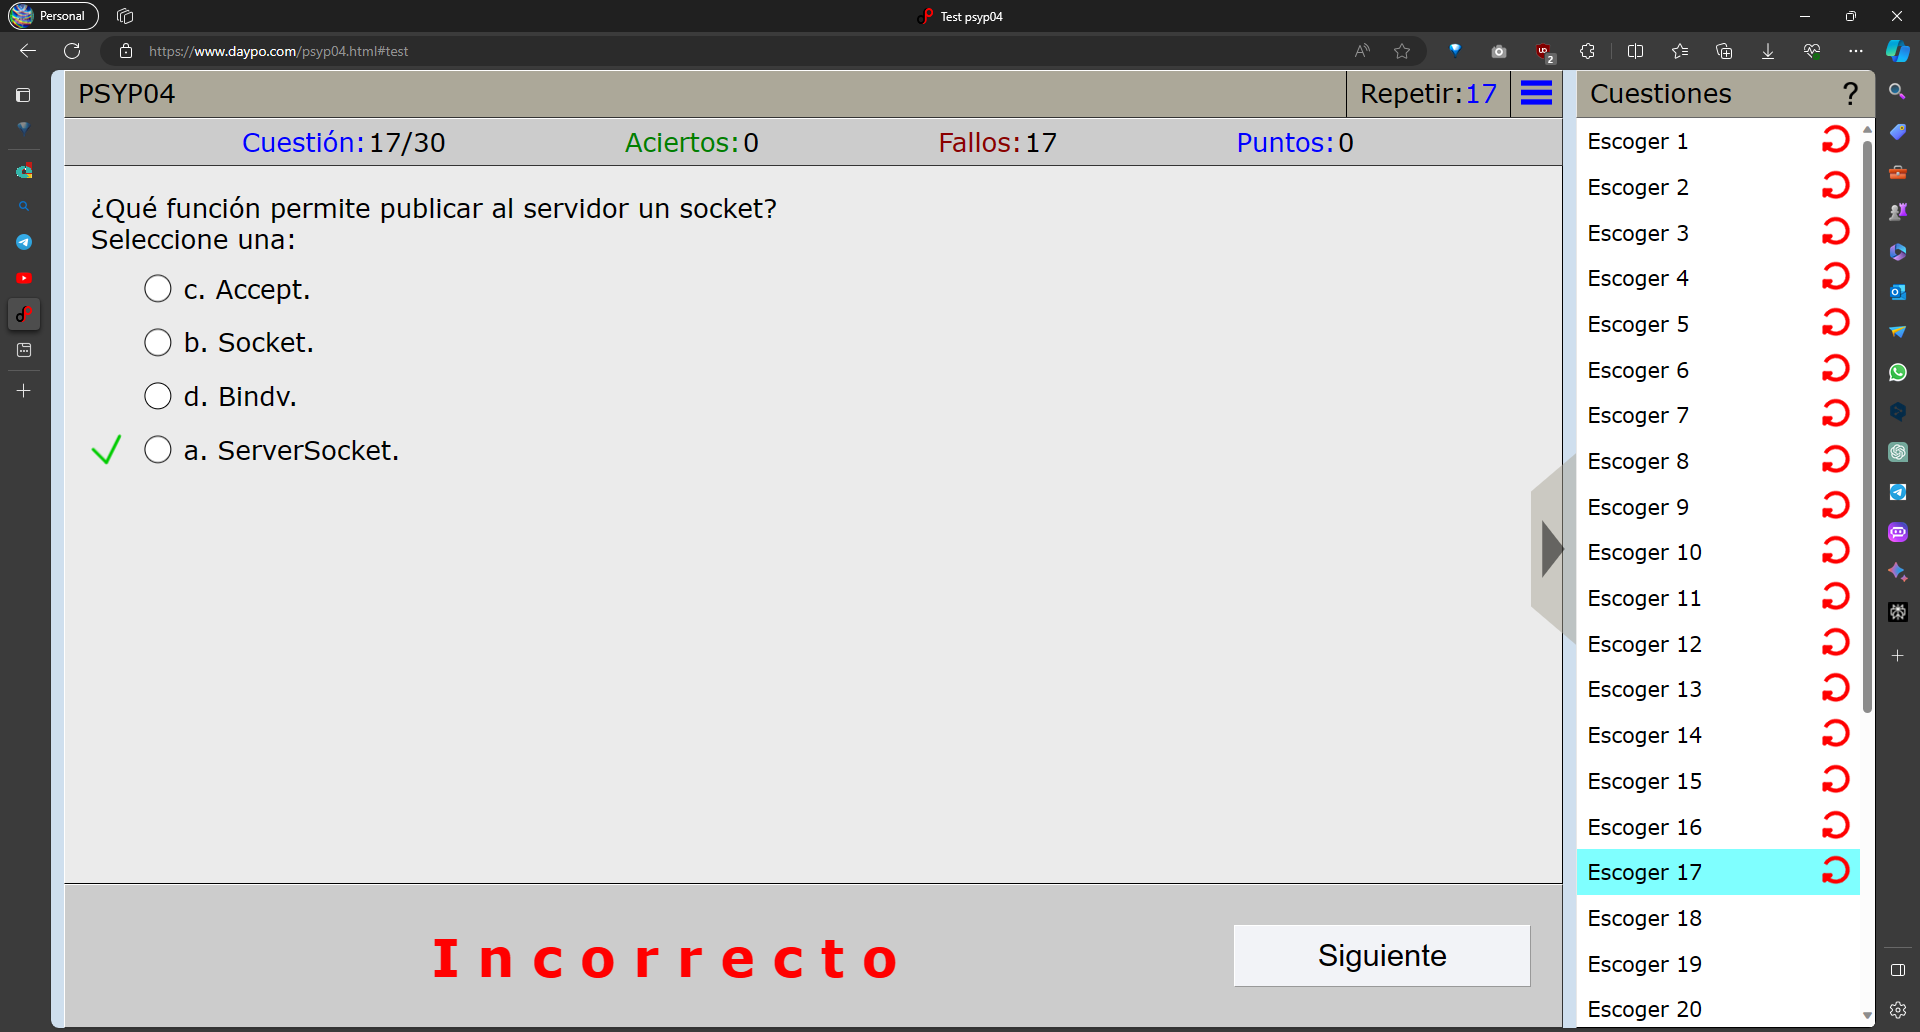 Personal
Test psyp04
https://www.daypo.com/psyp04.html#test
2
PSYP04
Repetir:17
Cuestiones
?
Cuestión:17/30
Aciertos:0
Fallos:17
Puntos:0
¿Qué función permite publicar al servidor un socket?
Seleccione una:
c. Accept.
b. Socket.
d. Bindv.
a. ServerSocket.
Incorrecto
Siguiente
Escoger 1
Escoger 2
Escoger 3
Escoger 4
Escoger 5
Escoger 6
Escoger 7
Escoger 8
Escoger 9
Escoger 10
Escoger 11
Escoger 12
Escoger 13
Escoger 14
Escoger 15
Escoger 16
Escoger 17
Escoger 18
Escoger 19
Escoger 20